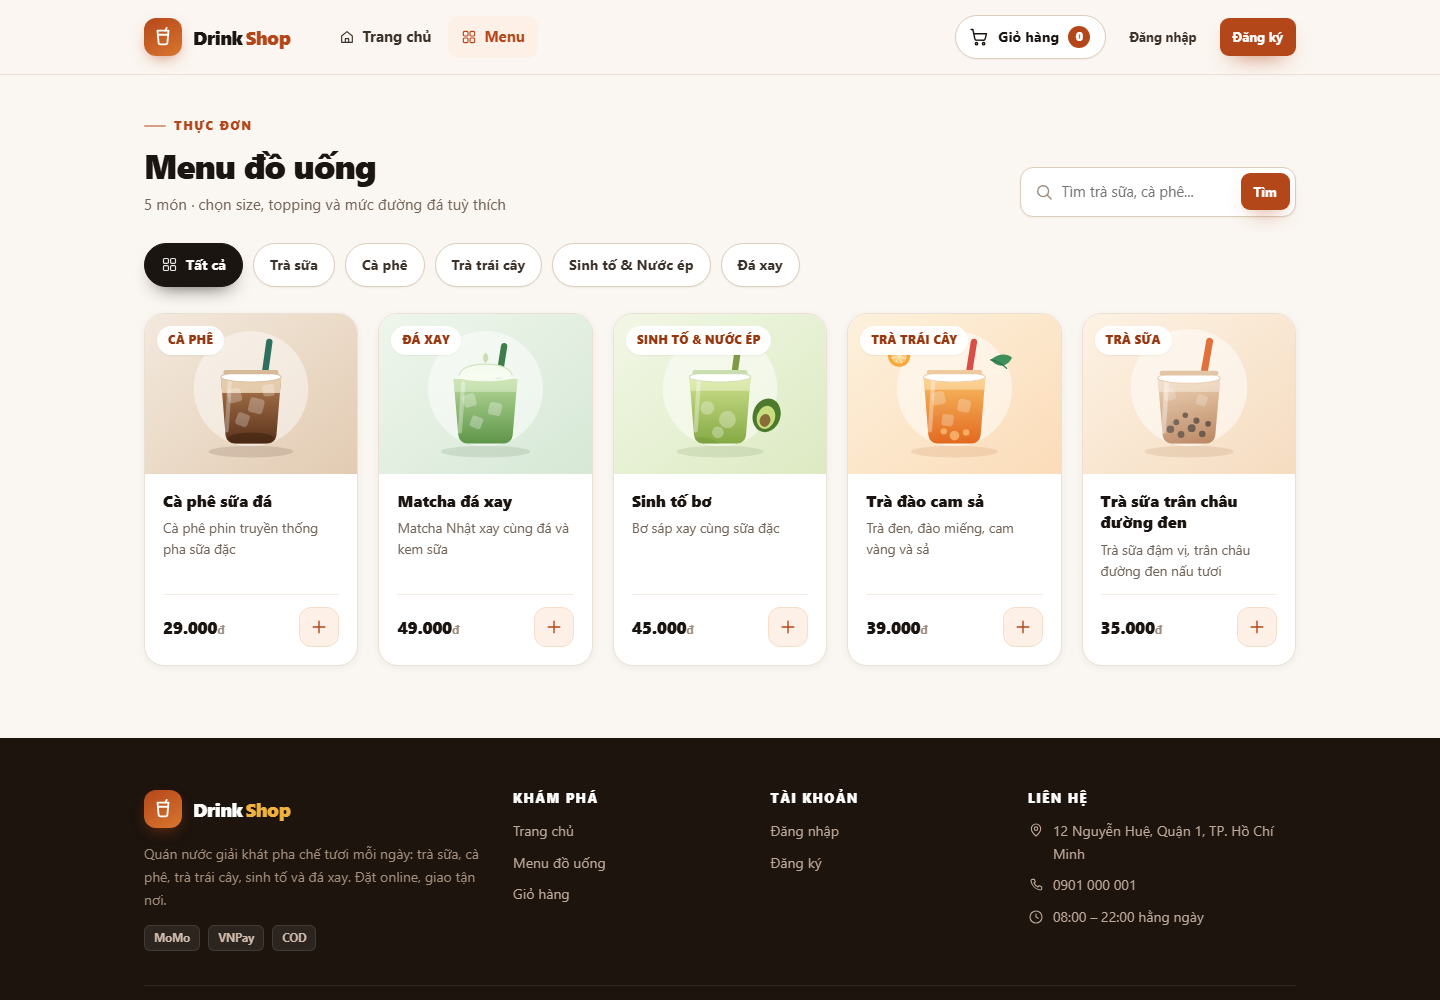 Drink Shop
Trang chủ
Menu
Giỏ hàng 0
Đăng nhập
Đăng ký
THỰC ĐƠN
Menu đồ uống
5 món · chọn size, topping và mức đường đá tuỳ thích
Tìm trà sữa, cà phê...
Tìm
Tất cả
Trà sữa
Cà phê
Trà trái cây
Sinh tố & Nước ép
Đá xay
CÀ PHÊ
Cà phê sữa đá
Cà phê phin truyền thống
pha sữa đặc
29.000đ
ĐÁ XAY
Matcha đá xay
Matcha Nhật xay cùng đá và
kem sữa
49.000đ
SINH TỐ & NƯỚC ÉP
Sinh tố bơ
Bơ sáp xay cùng sữa đặc
45.000đ
TRÀ TRÁI CÂY
Trà đào cam sả
Trà đen, đào miếng, cam
vàng và sả
39.000đ
TRÀ SỮA
Trà sữa trân châu
đường đen
Trà sữa đậm vị, trân châu
đường đen nấu tươi
35.000đ
Drink Shop
Quán nước giải khát pha chế tươi mỗi ngày: trà sữa, cà
phê, trà trái cây, sinh tố và đá xay. Đặt online, giao tận
nơi.
MoMo
VNPay
COD
KHÁM PHÁ
Trang chủ
Menu đồ uống
Giỏ hàng
TÀI KHOẢN
Đăng nhập
Đăng ký
LIÊN HỆ
12 Nguyễn Huệ, Quận 1, TP. Hồ Chí
Minh
0901 000 001
08:00 – 22:00 hằng ngày